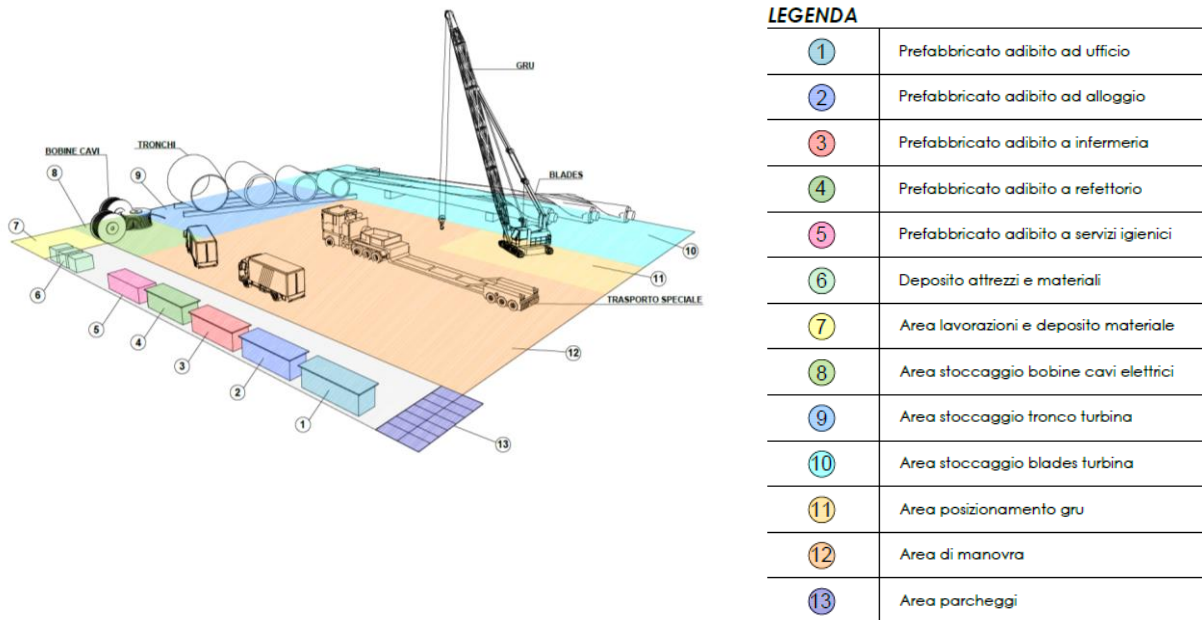 GRU
TRONCHI
BOBINE CAVI
BLADES
8
9
7
10
11
6
TRASPORTO SPECIALE
5
4
12
3
2
1
13
LEGENDA
1 Prefabbricato adibito ad ufficio
2 Prefabbricato adibito ad alloggio
3 Prefabbricato adibito a infermeria
4 Prefabbricato adibito a refettorio
5 Prefabbricato adibito a servizi igienici
6 Deposito attrezzi e materiali
7 Area lavorazioni e deposito materiale
8 Area stoccaggio bobine cavi elettrici
9 Area stoccaggio tronco turbina
10 Area stoccaggio blades turbina
11 Area posizionamento gru
12 Area di manovra
13 Area parcheggi